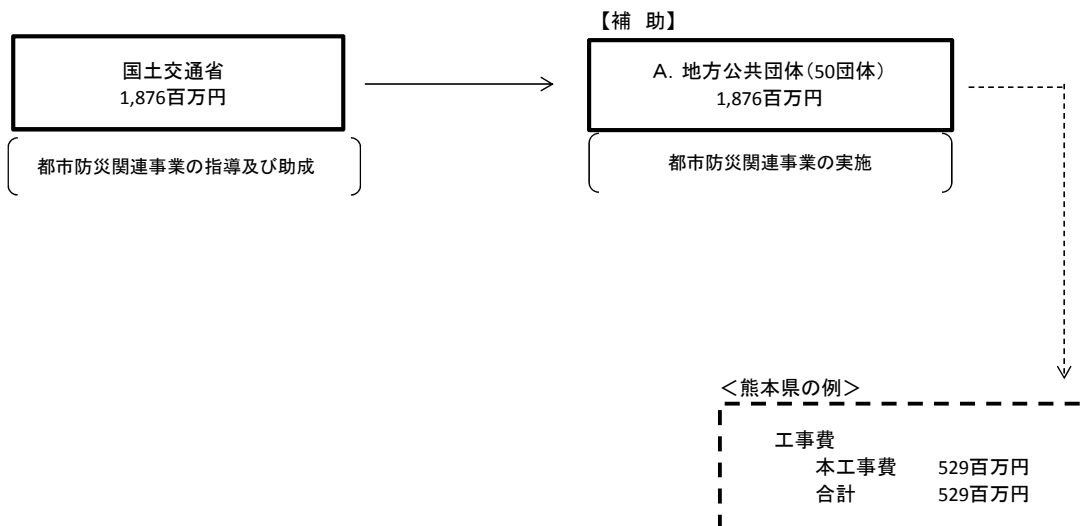 国土交通省
1,876百万円
都市防災関連事業の指導及び助成
【補 助】
A. 地方公共団体(50団体)
1,876百万円
都市防災関連事業の実施
<熊本県の例>
工事費
本工事費 529百万円
合計 529百万円